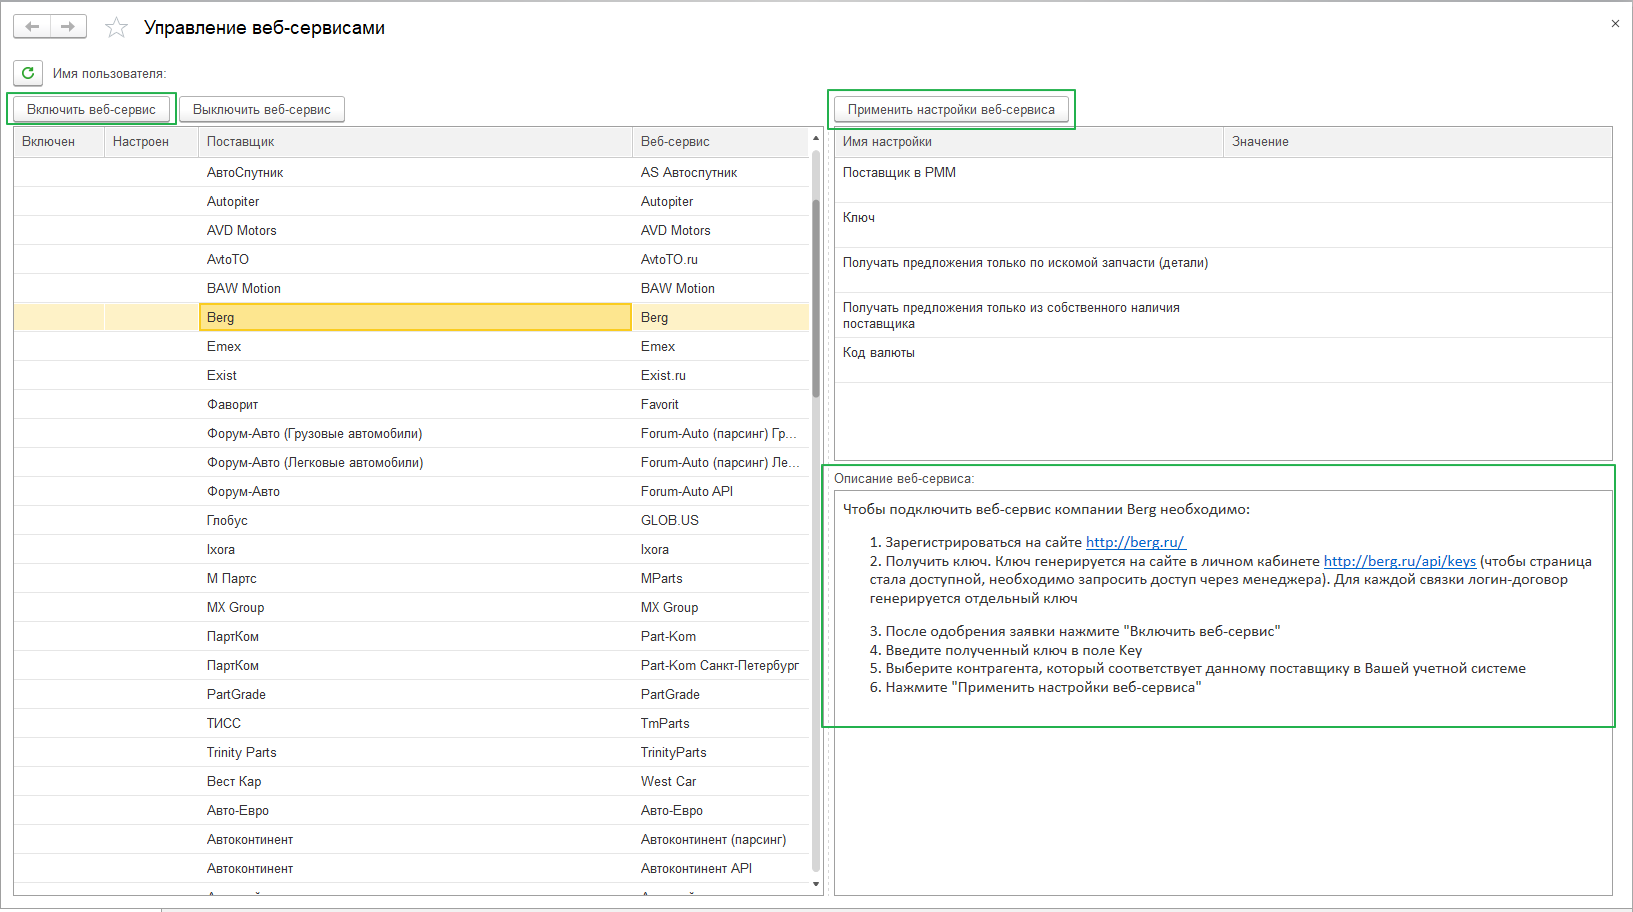 Управление веб-сервисами
Имя пользователя:
Включить веб-сервис Выключить веб-сервис
Включен Настроен Поставщик Веб-сервис
АвтоСпутник AS Автоспутник
Autopiter Autopiter
AVD Motors AVD Motors
AvtoTO AvtoTO.ru
BAW Motion BAW Motion
Berg Berg
Emex Emex
Exist Exist.ru
Фаворит Favorit
Форум-Авто (Грузовые автомобили) Forum-Auto (парсинг) Гр...
Форум-Авто (Легковые автомобили) Forum-Auto (парсинг) Ле...
Форум-Авто Forum-Auto API
Глобус GLOB.US
Ixora Ixora
М Партс MParts
MX Group MX Group
ПартКом Part-Kom
ПартКом Part-Kom Санкт-Петербург
PartGrade PartGrade
ТИСС TmParts
Trinity Parts TrinityParts
Вест Кар West Car
Авто-Евро Авто-Евро
Автоконтинент Автоконтинент (парсинг)
Автоконтинент Автоконтинент API
Применить настройки веб-сервиса
Имя настройки Значение
Поставщик в РММ
Ключ
Получать предложения только по искомой запчасти (детали)
Получать предложения только из собственного наличия
поставщика
Код валюты
Описание веб-сервиса:
Чтобы подключить веб-сервис компании Berg необходимо:
1. Зарегистрироваться на сайте http://berg.ru/
2. Получить ключ. Ключ генерируется на сайте в личном кабинете http://berg.ru/api/keys (чтобы страница
стала доступной, необходимо запросить доступ через менеджера). Для каждой связки логин-договор
генерируется отдельный ключ
3. После одобрения заявки нажмите "Включить веб-сервис"
4. Введите полученный ключ в поле Key
5. Выберите контрагента, который соответствует данному поставщику в Вашей учетной системе
6. Нажмите "Применить настройки веб-сервиса"